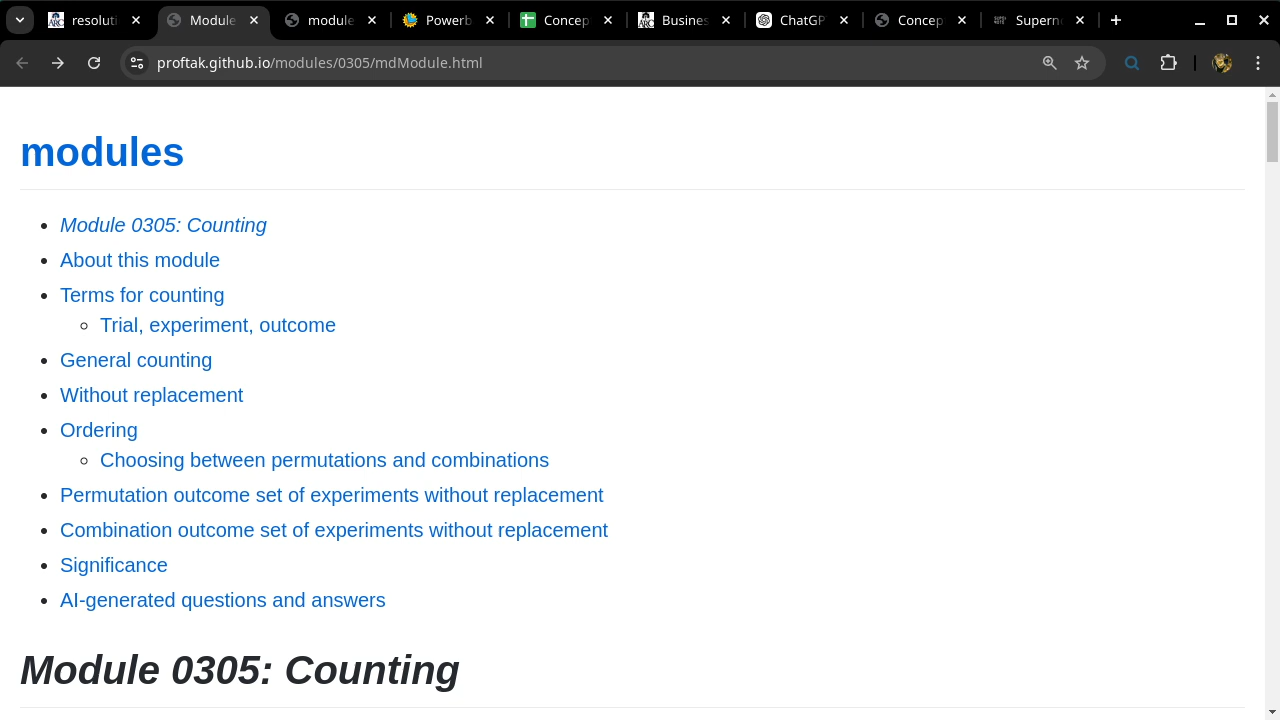 resoluti
Module
module
Powerb
Concep
Busines
ChatGP
Concep
Superno
proftak.github.io/modules/0305/mdModule.html
modules
Module 0305: Counting
About this module
Terms for counting
Trial, experiment, outcome
General counting
Without replacement
Ordering
Choosing between permutations and combinations
Permutation outcome set of experiments without replacement
Combination outcome set of experiments without replacement
Significance
AI-generated questions and answers
Module 0305: Counting